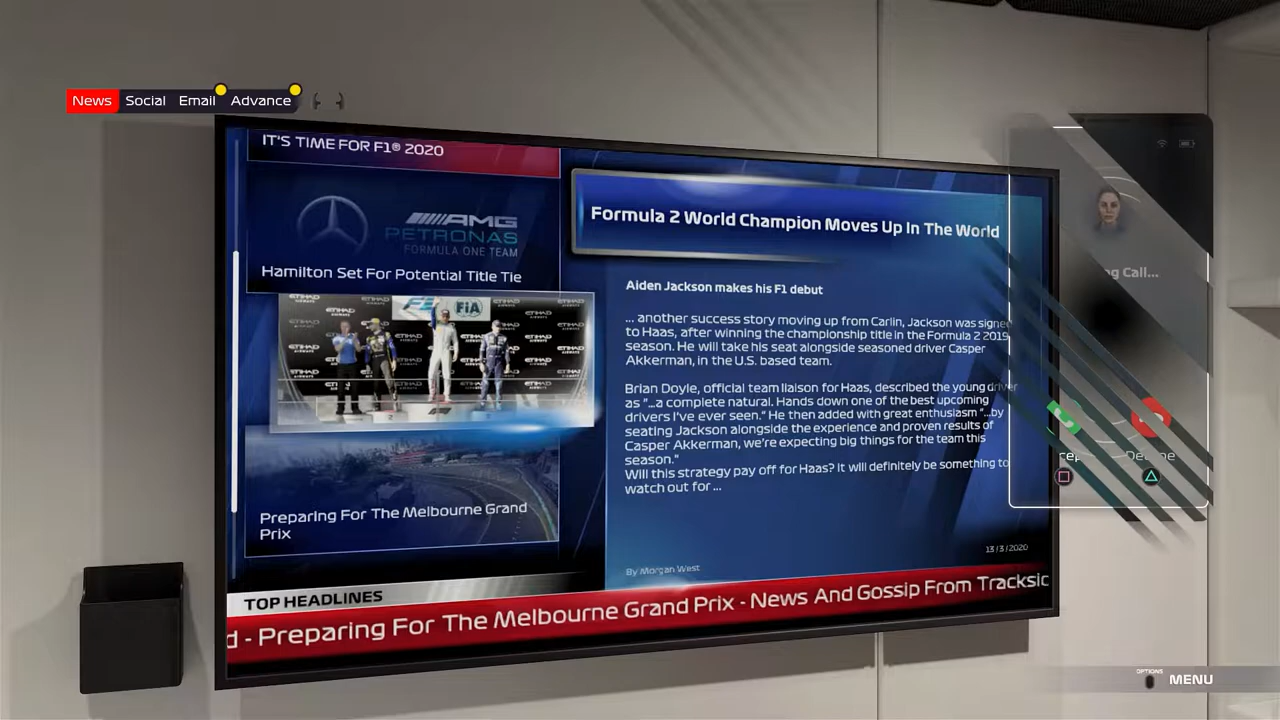 News Social Email Advance
IT'S TIME FOR F1® 2020
AMG
PETRONAS
FORMULA ONE TEAM
Hamilton Set For Potential Title Tie
ETIHAD
AIRWAYS
FIA
Preparing For The Melbourne Grand
Prix
Formula 2 World Champion Moves Up In The World
Aiden Jackson makes his F1 debut
... another success story moving up from Carlin, Jackson was signed
to Haas, after winning the championship title in the Formula 2 2019
season. He will take his seat alongside seasoned driver Casper
Akkerman, in the U.S. based team.
Brian Doyle, official team liaison for Haas, described the young driver
as "...a complete natural. Hands down one of the best upcoming
drivers I've ever seen." He then added with great enthusiasm "...by
seating Jackson alongside the experience and proven results of
Casper Akkerman, we're expecting big things for the team this
season."
Will this strategy pay off for Haas? It will definitely be something to
watch out for ...
13/3/2020
By Morgan West
TOP HEADLINES
d - Preparing For The Melbourne Grand Prix - News And Gossip From Tracksic
ng Call...
OPTIONS
MENU